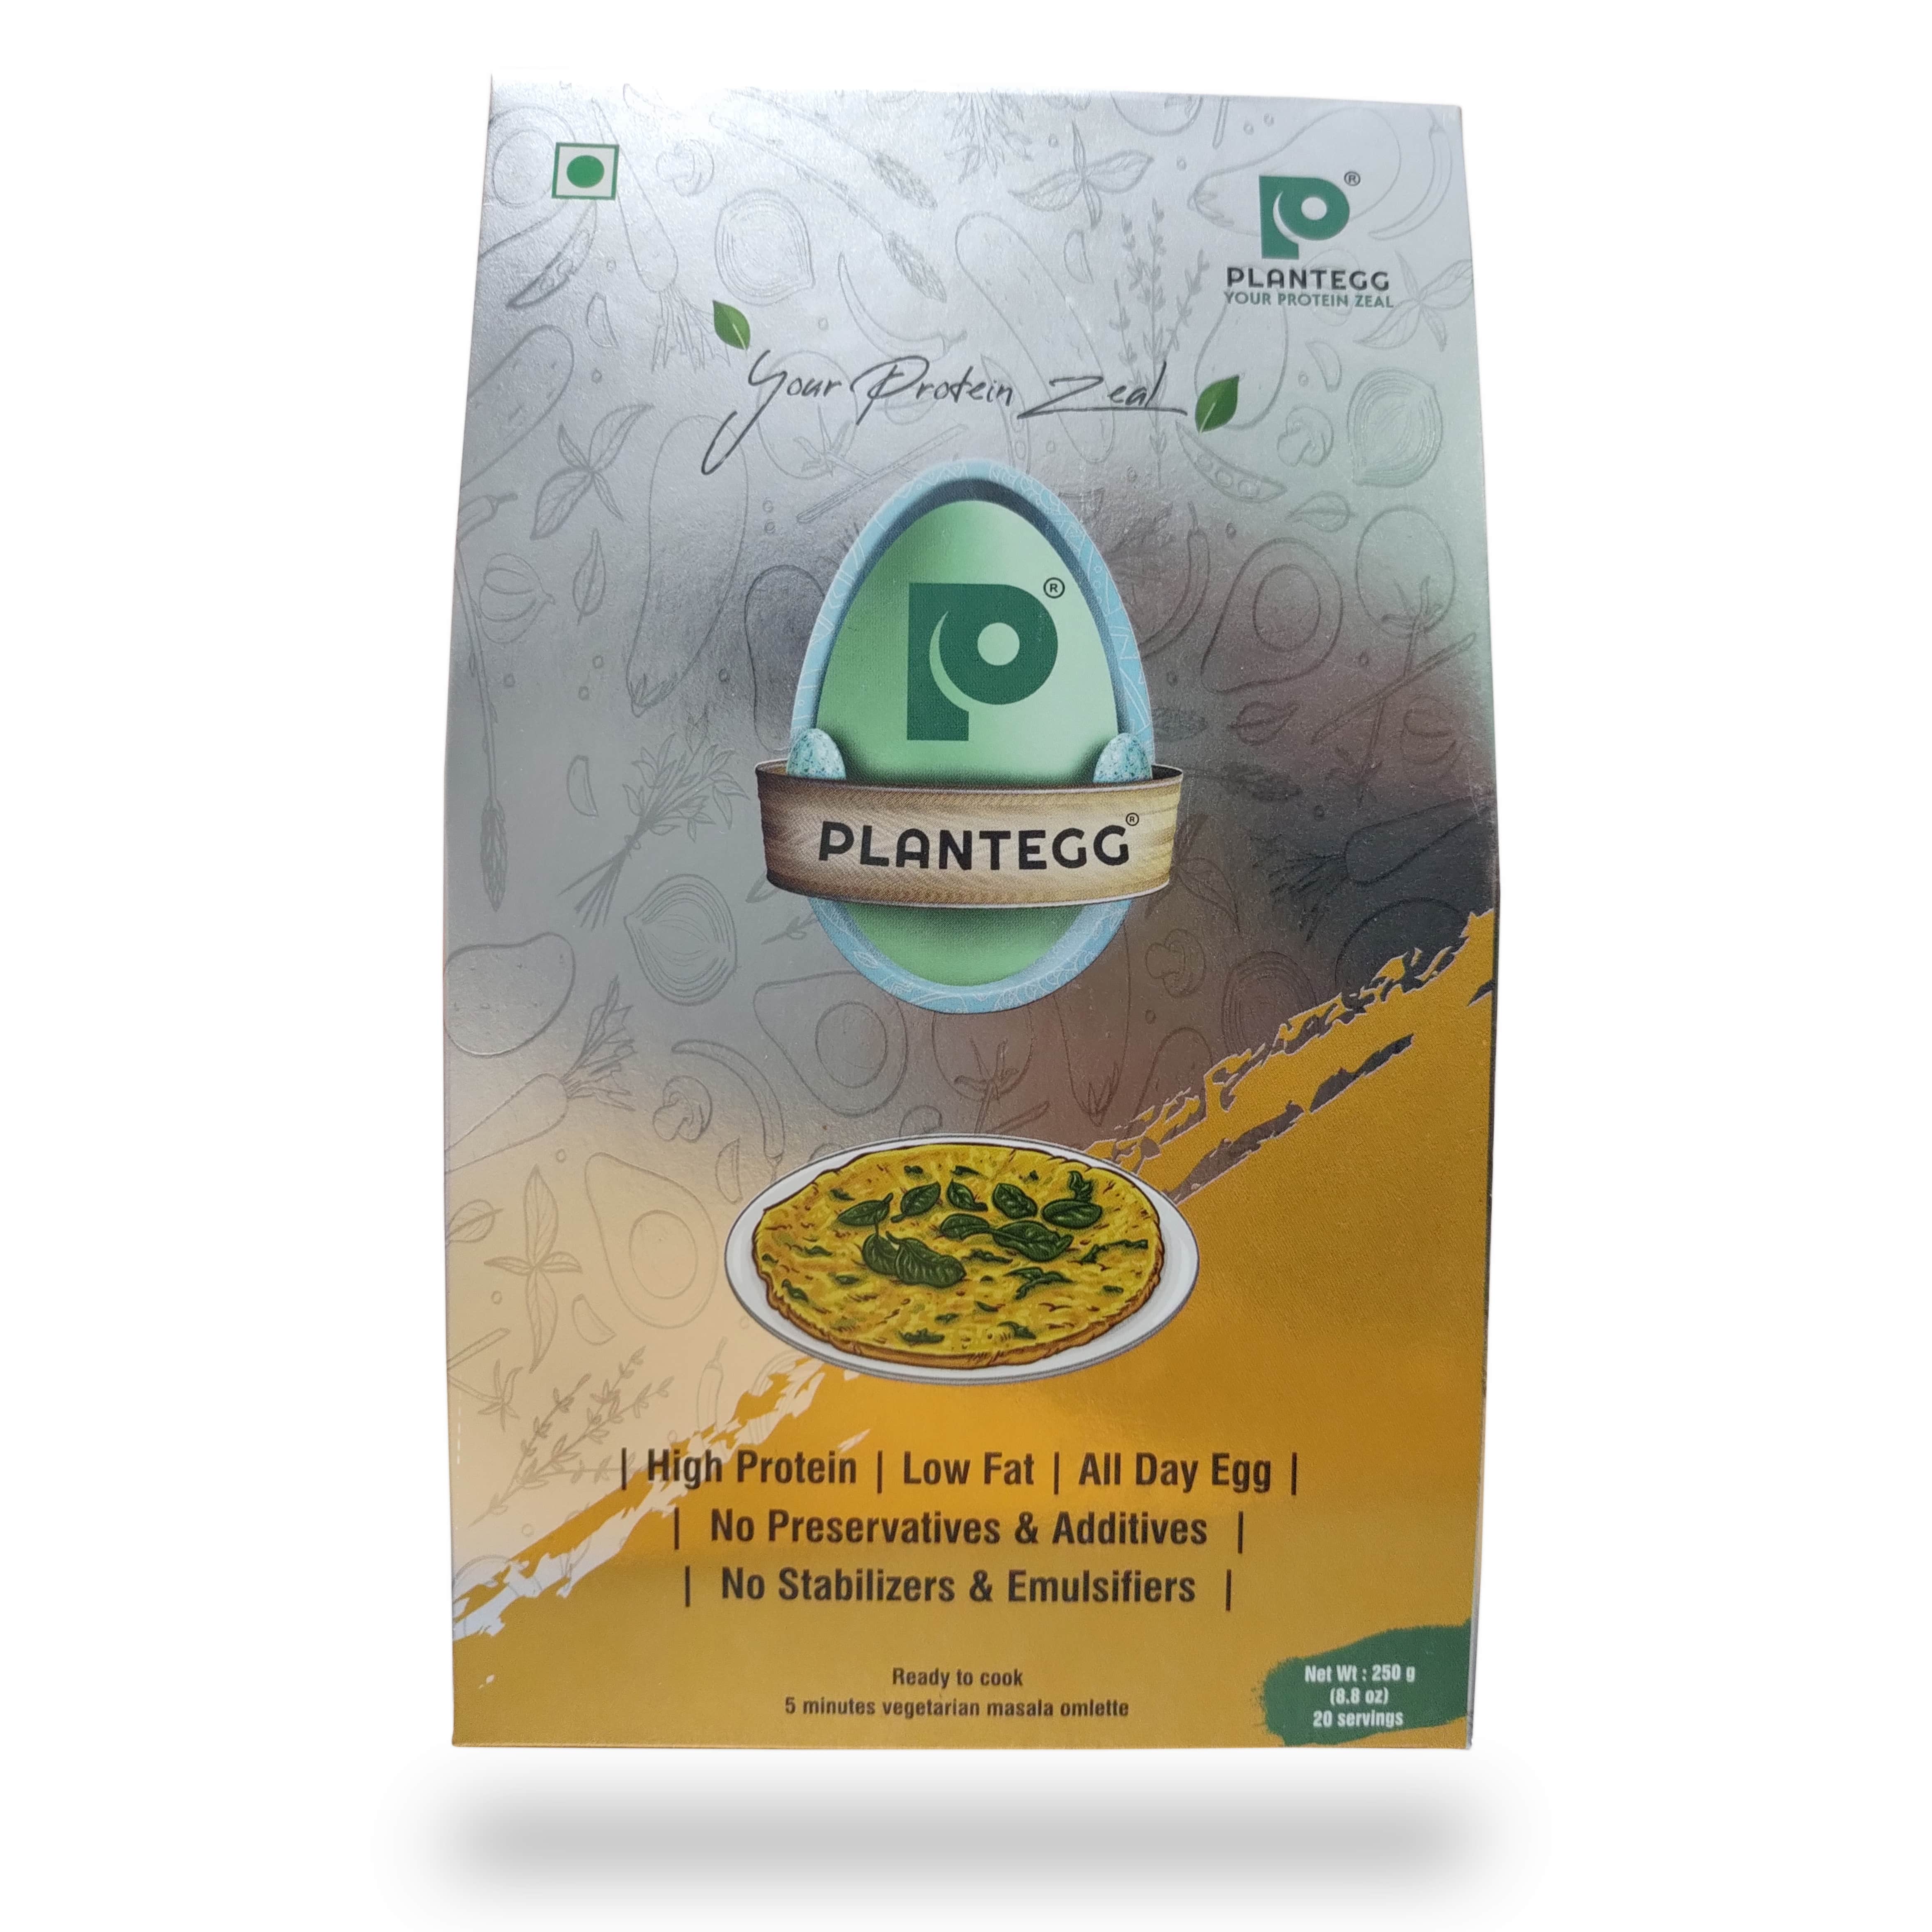 ®
PLANTEGG
YOUR PROTEIN ZEAL
Your Protein Zeal
®
PLANTEGG®
| High Protein | Low Fat | All Day Egg |
| No Preservatives & Additives |
| No Stabilizers & Emulsifiers |
Ready to cook
5 minutes vegetarian masala omlette
Net Wt : 250 g
(8.8 oz)
20 servings